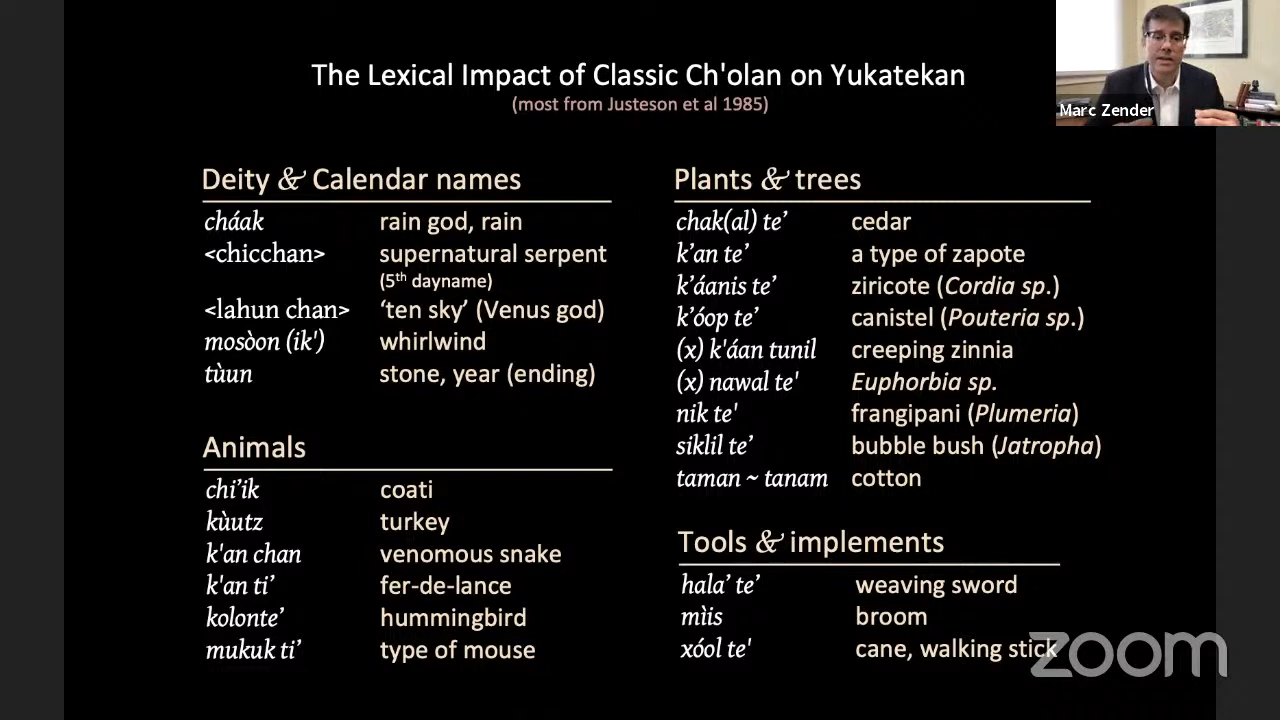 The Lexical Impact of Classic Ch'olan on Yukatekan
(most from Justeson et al 1985)
Marc Zender
Deity & Calendar names
cháak rain god, rain
<chicchan> supernatural serpent
(5th dayname)
<lahun chan> ‘ten sky’ (Venus god)
mosòon (ik') whirlwind
tùun stone, year (ending)
Animals
chi’ik coati
kùutz turkey
k'an chan venomous snake
k'an ti’ fer-de-lance
kolonte’ hummingbird
mukuk ti’ type of mouse
Plants & trees
chak(al) te’ cedar
k’an te’ a type of zapote
k’áanis te’ ziricote (Cordia sp.)
k’óop te’ canistel (Pouteria sp.)
(x) k'áan tunil creeping zinnia
(x) nawal te' Euphorbia sp.
nik te' frangipani (Plumeria)
siklil te’ bubble bush (Jatropha)
taman ~ tanam cotton
Tools & implements
hala’ te’ weaving sword
mìis broom
xóol te' cane, walking stick
zoom